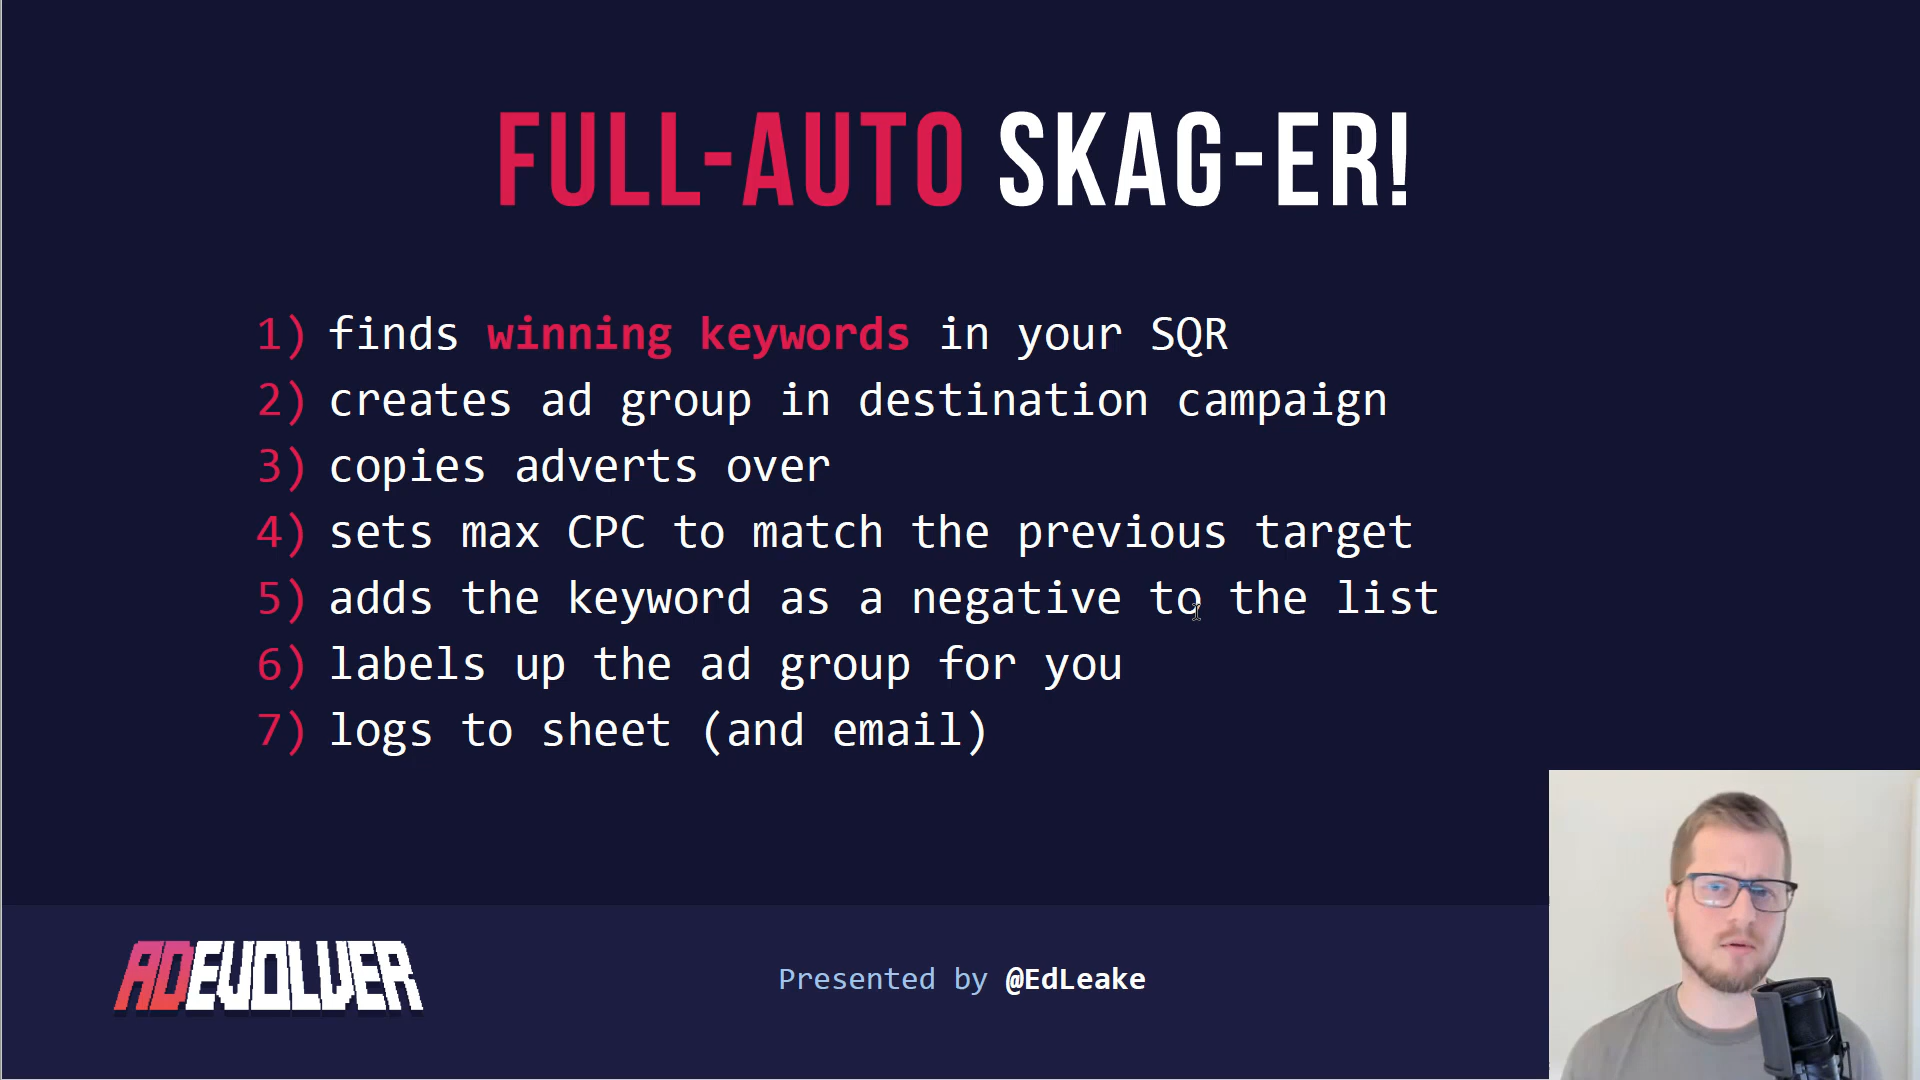 FULL-AUTO SKAG-ER!
1) finds winning keywords in your SQR
2) creates ad group in destination campaign
3) copies adverts over
4) sets max CPC to match the previous target
5) adds the keyword as a negative to the list
6) labels up the ad group for you
7) logs to sheet (and email)
ADEVOLVER
Presented by @EdLeake